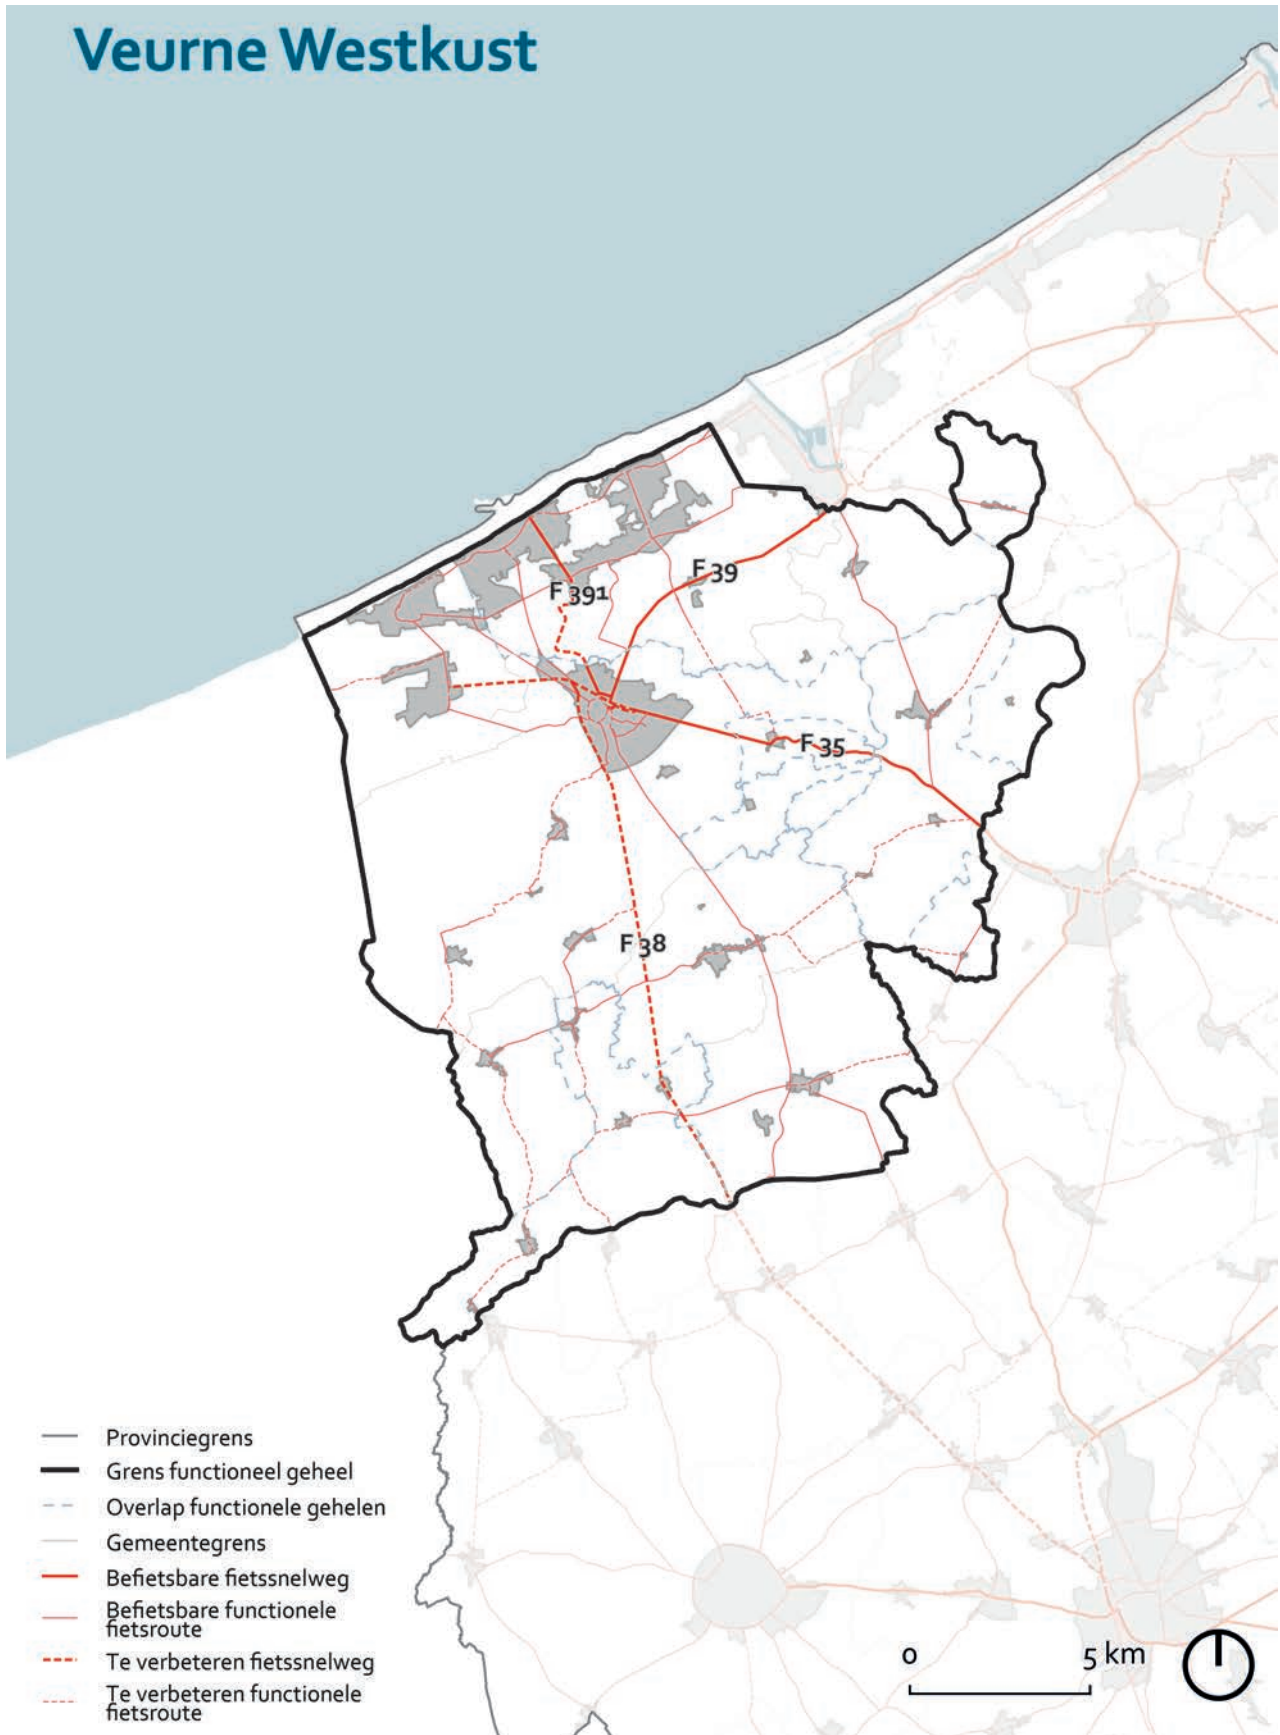 Veurne Westkust
F 39
F 391
F 35
F 38
Provinciegrens
Grens functioneel geheel
Overlap functionele gehelen
Gemeentegrens
Befietsbare fietssnelweg
Befietsbare functionele
fietsroute
Te verbeteren fietssnelweg
Te verbeteren functionele
fietsroute
0 5 km